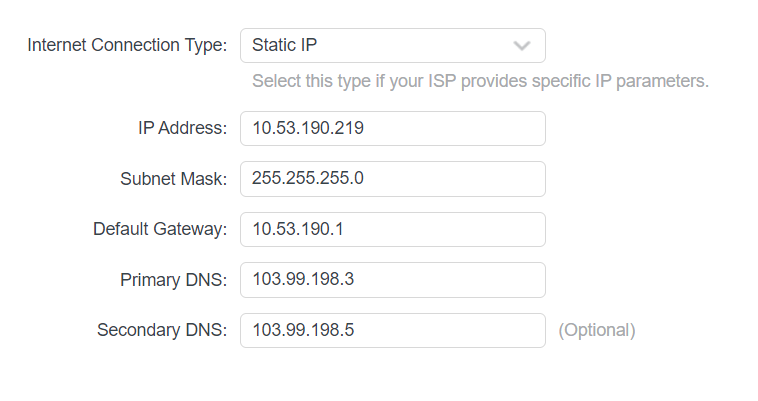 Internet Connection Type: Static IP
Select this type if your ISP provides specific IP parameters.
IP Address: 10.53.190.219
Subnet Mask: 255.255.255.0
Default Gateway: 10.53.190.1
Primary DNS: 103.99.198.3
Secondary DNS: 103.99.198.5 (Optional)